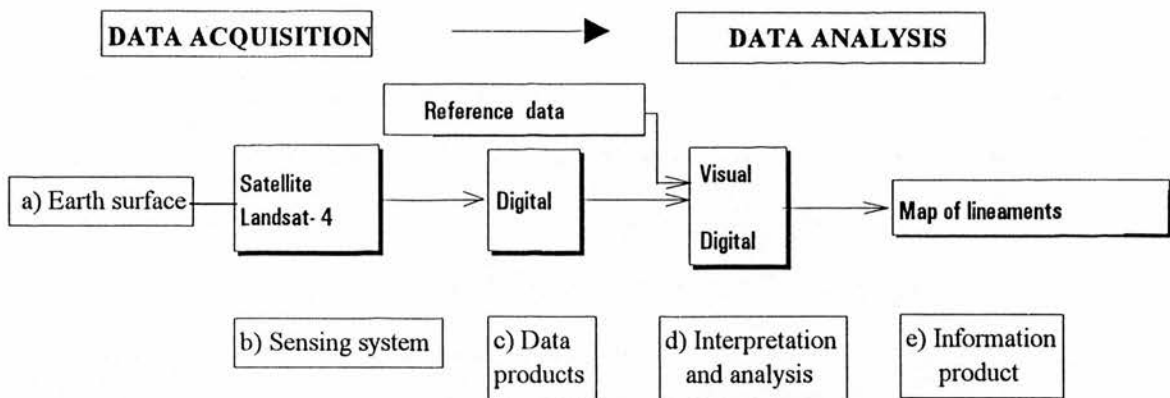 DATA ACQUISITION
DATA ANALYSIS
Reference data
a) Earth surface
Satellite
Landsat- 4
Digital
Visual
Digital
Map of lineaments
b) Sensing system
c) Data
products
d) Interpretation
and analysis
e) Information
product